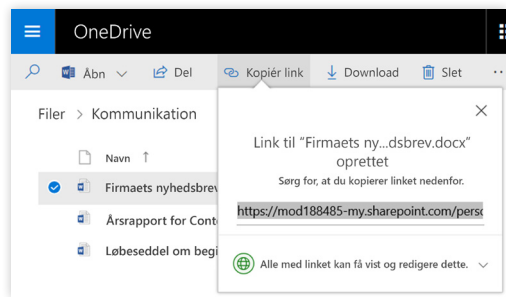 OneDrive
Åbn Del Kopiér link Download Slet
Filer > Kommunikation
Link til "Firmaets ny...dsbrev.docx"
oprettet
Sørg for, at du kopierer linket nedenfor.
https://mod188485-my.sharepoint.com/perso
Alle med linket kan få vist og redigere dette.
Navn ↑
Firmaets nyhedsbrev
Årsrapport for Cont
Løbeseddel om begi